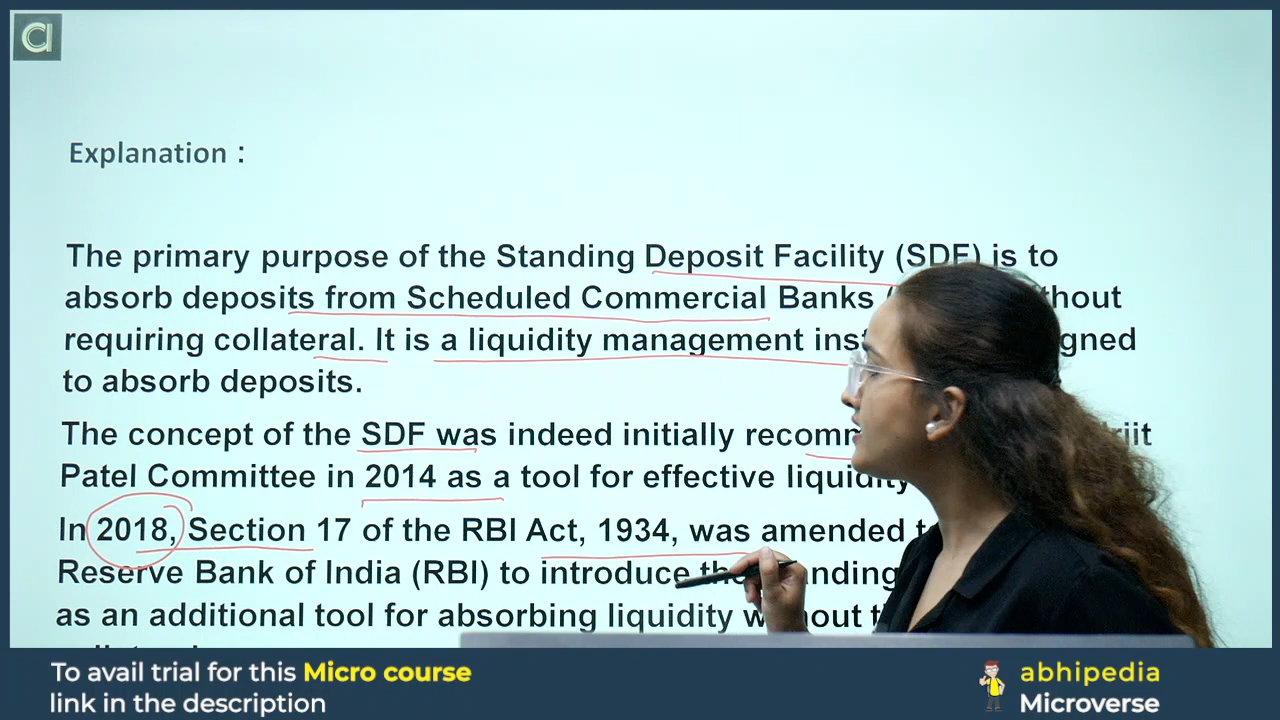 a
Explanation :
The primary purpose of the Standing Deposit Facility (SDF) is to
absorb deposits from Scheduled Commercial Banks
requiring collateral. It is a liquidity management
to absorb deposits.
The concept of the SDF was indeed initially
Patel Committee in 2014 as a tool for effective liquidity
In 2018, Section 17 of the RBI Act, 1934, was amended
Reserve Bank of India (RBI) to introduce the
as an additional tool for absorbing liquidity
To avail trial for this Micro course
link in the description
abhipedia
Microverse